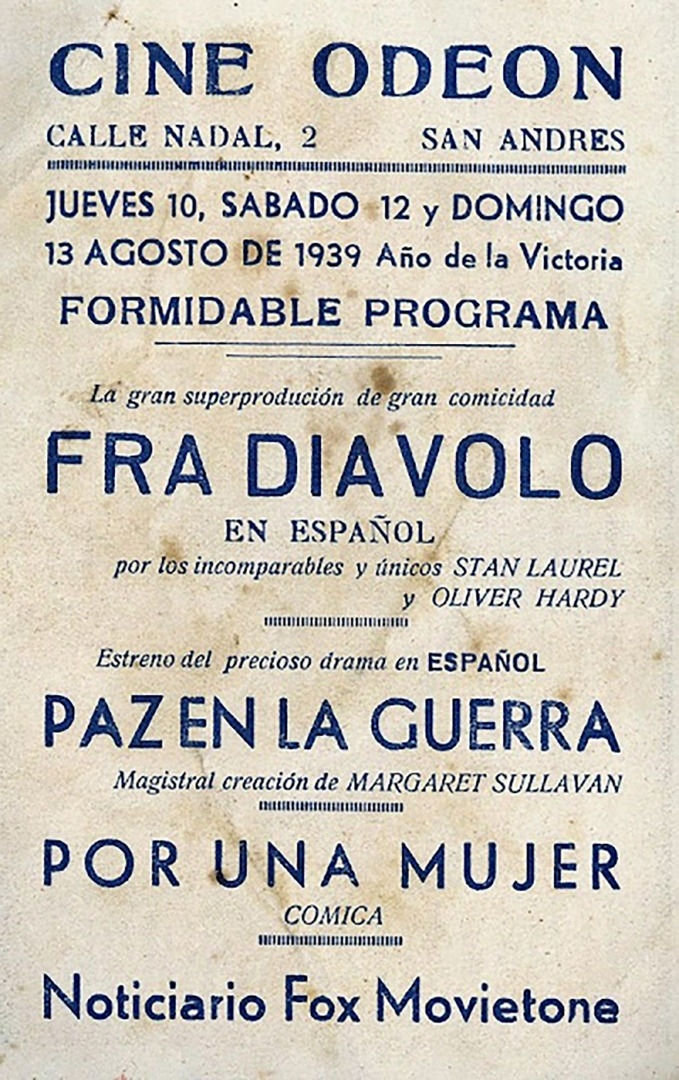 CINE ODEON
CALLE NADAL, 2 SAN ANDRES
JUEVES 10, SABADO 12 y DOMINGO
13 AGOSTO DE 1939 Año de la Victoria
FORMIDABLE PROGRAMA
La gran superprodución de gran comicidad
FRA DIAVOLO
EN ESPAÑOL
por los incomparables y únicos STAN LAUREL
y OLIVER HARDY
Estreno del precioso drama en ESPAÑOL
PAZ EN LA GUERRA
Magistral creación de MARGARET SULLAVAN
POR UNA MUJER
COMICA
Noticiario Fox Movietone